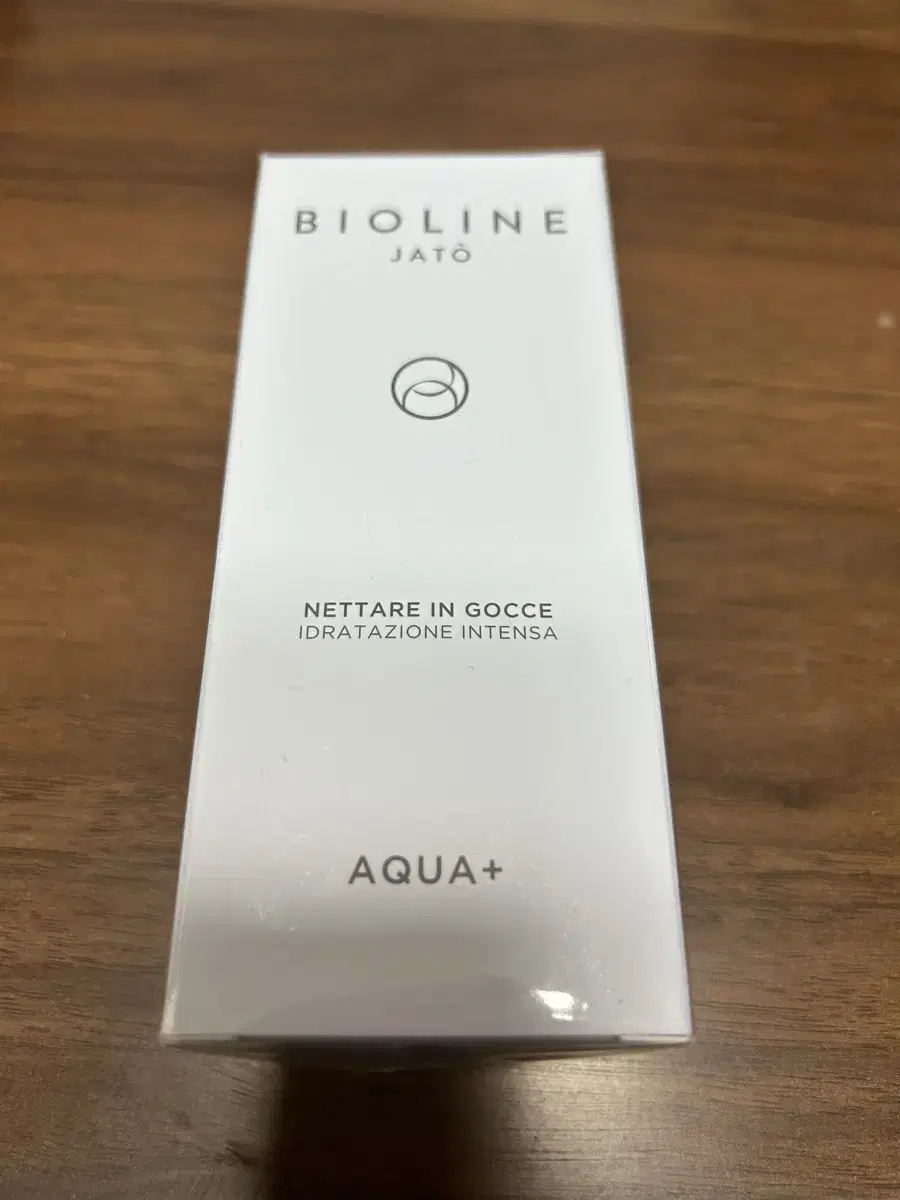 BIOLINE
JATÒ
NETTARE IN GOCCE
IDRATAZIONE INTENSA
AQUA+